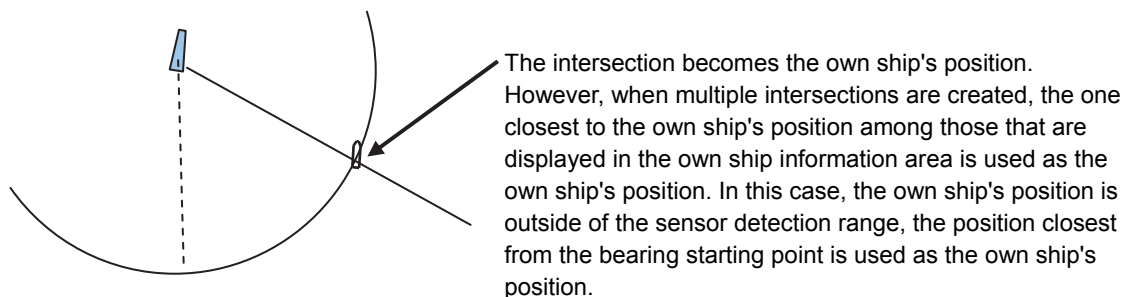 The intersection becomes the own ship's position.
However, when multiple intersections are created, the one
closest to the own ship's position among those that are
displayed in the own ship information area is used as the
own ship's position. In this case, the own ship's position is
outside of the sensor detection range, the position closest
from the bearing starting point is used as the own ship's
position.